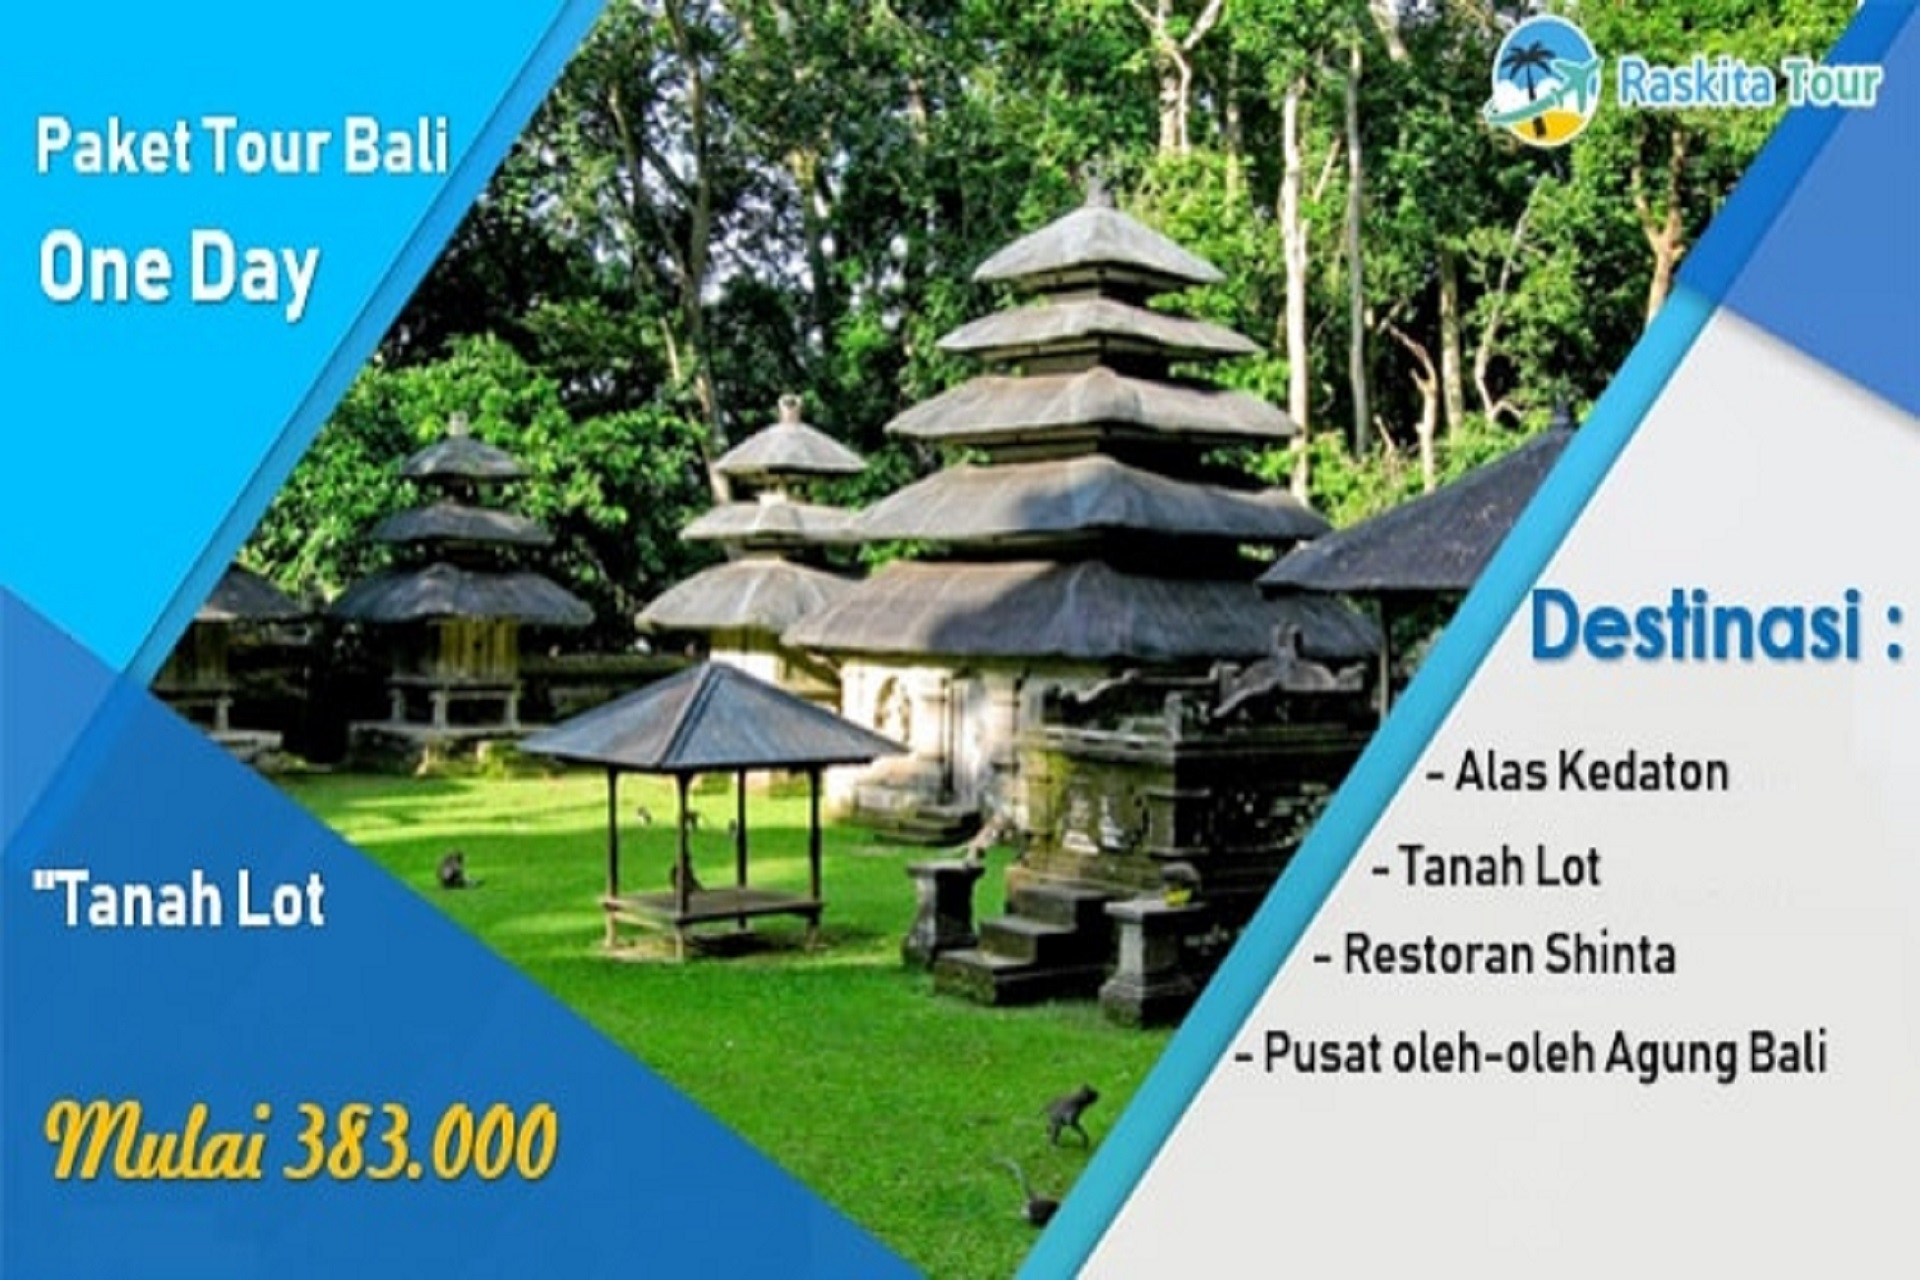 Raskita Tour
Paket Tour Bali
One Day
"Tanah Lot
Mulai 383.000
Destinasi :
- Alas Kedaton
- Tanah Lot
- Restoran Shinta
- Pusat oleh-oleh Agung Bali